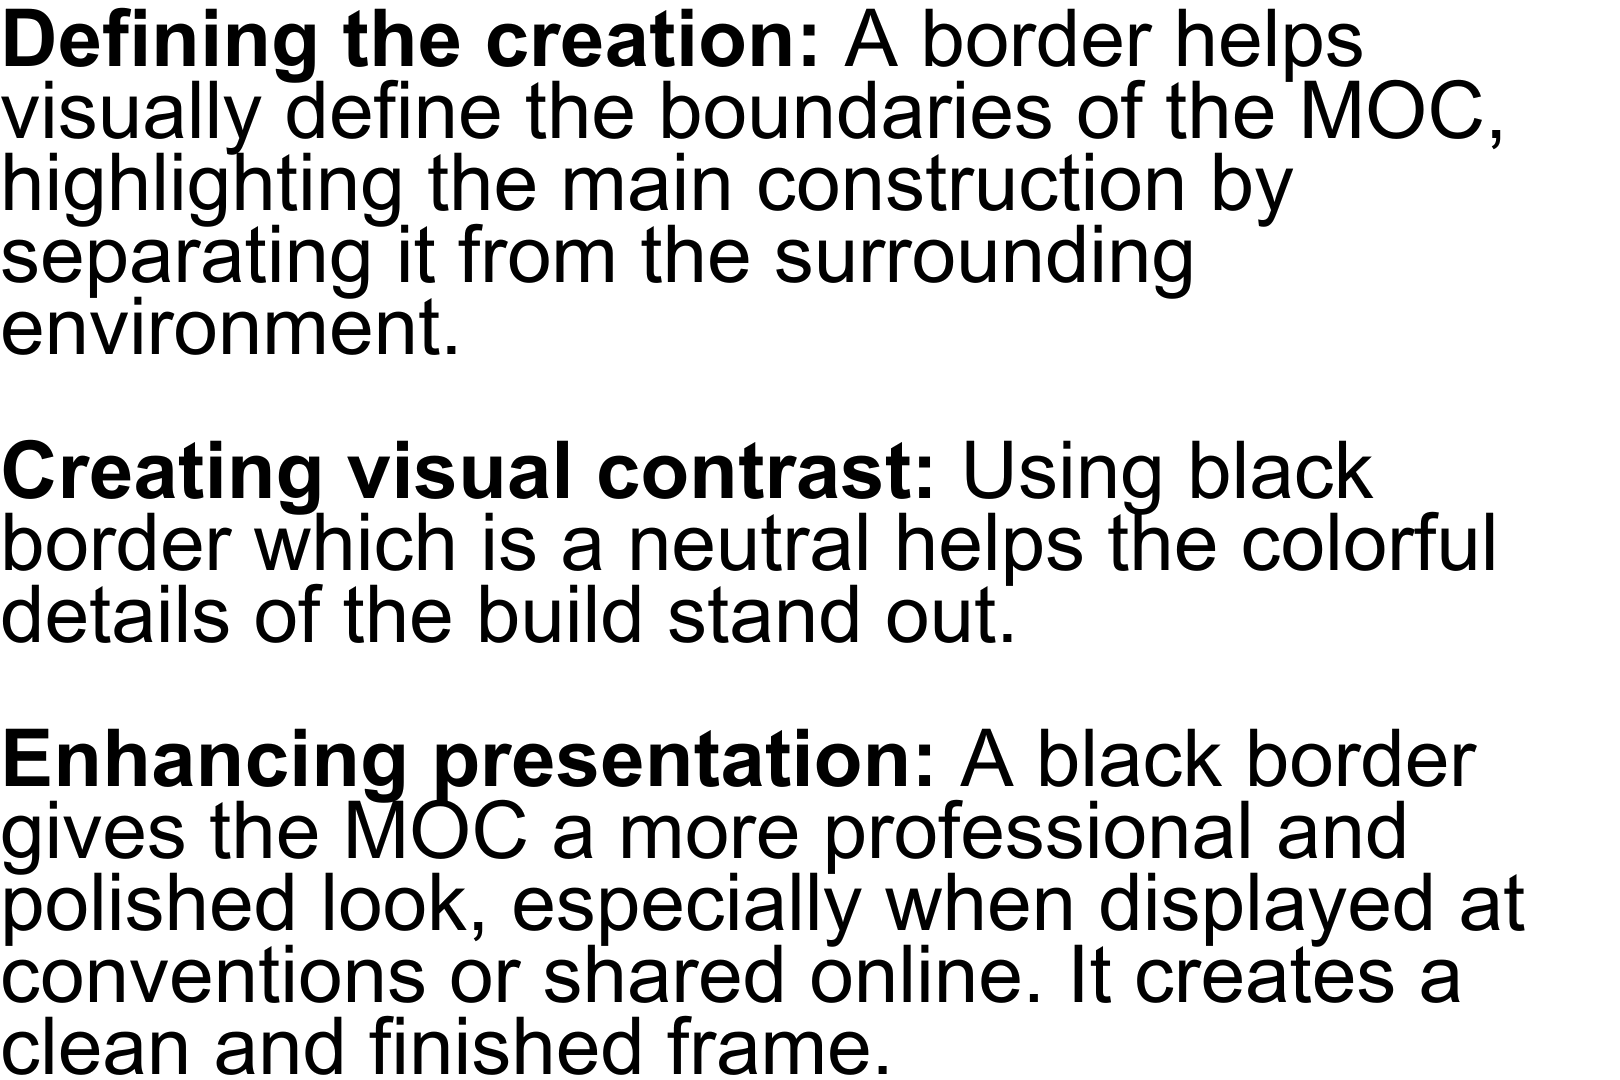 Defining the creation: A border helps
visually define the boundaries of the MOC,
highlighting the main construction by
separating it from the surrounding
environment.
Creating visual contrast: Using black
border which is a neutral helps the colorful
details of the build stand out.
Enhancing presentation: A black border
gives the MOC a more professional and
polished look, especially when displayed at
conventions or shared online. It creates a
clean and finished frame.